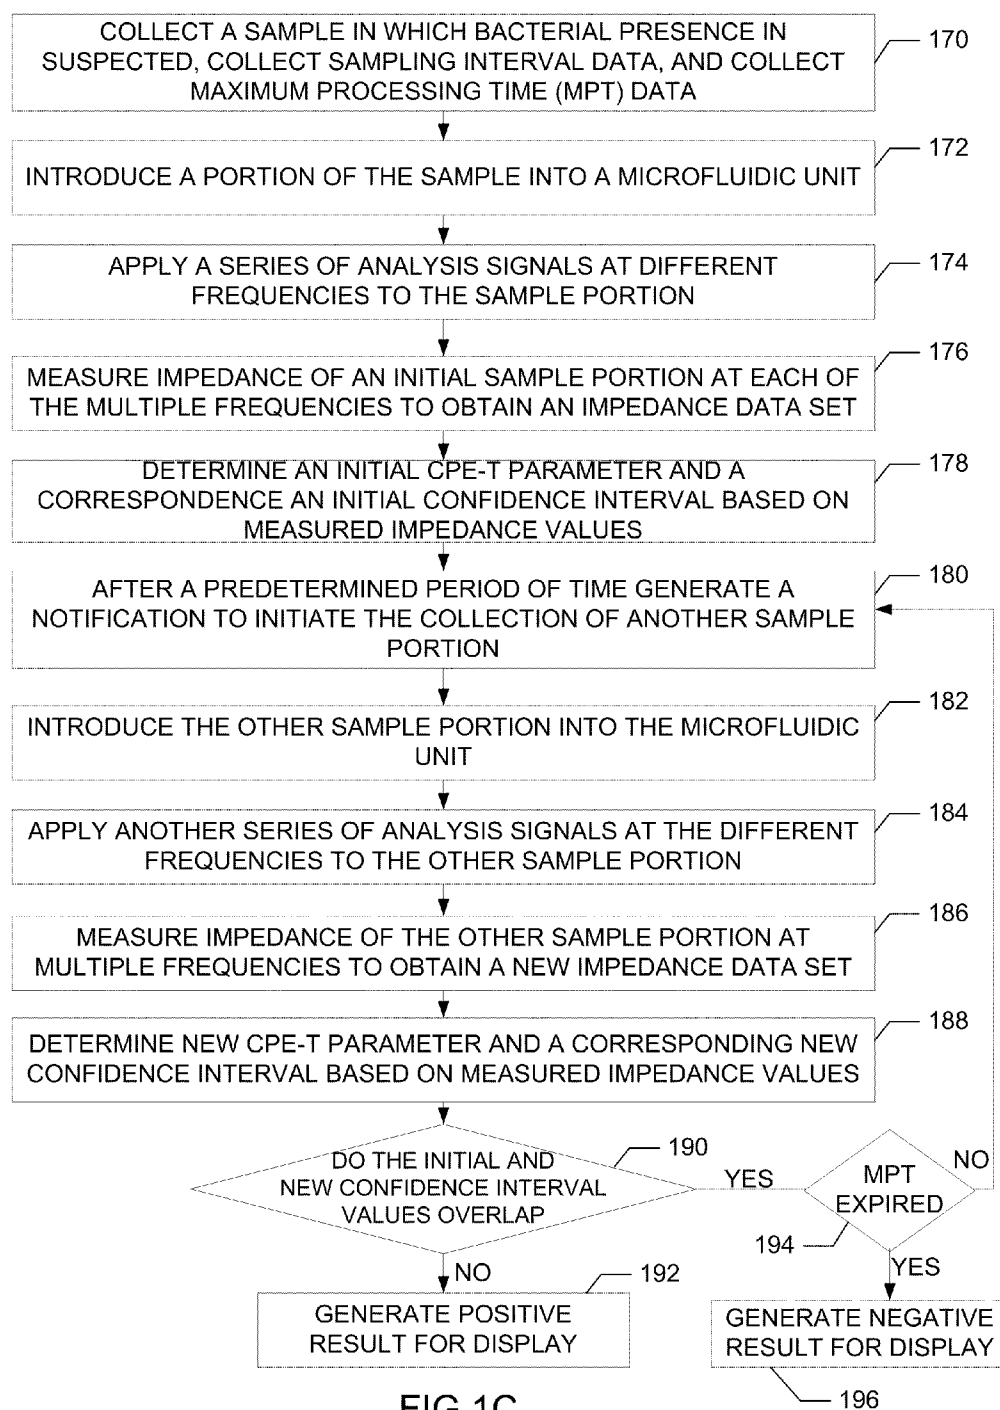 COLLECT A SAMPLE IN WHICH BACTERIAL PRESENCE IN
SUSPECTED, COLLECT SAMPLING INTERVAL DATA, AND COLLECT
MAXIMUM PROCESSING TIME (MPT) DATA
170
INTRODUCE A PORTION OF THE SAMPLE INTO A MICROFLUIDIC UNIT
172
APPLY A SERIES OF ANALYSIS SIGNALS AT DIFFERENT
FREQUENCIES TO THE SAMPLE PORTION
174
MEASURE IMPEDANCE OF AN INITIAL SAMPLE PORTION AT EACH OF
THE MULTIPLE FREQUENCIES TO OBTAIN AN IMPEDANCE DATA SET
176
DETERMINE AN INITIAL CPE-T PARAMETER AND A
CORRESPONDENCE AN INITIAL CONFIDENCE INTERVAL BASED ON
MEASURED IMPEDANCE VALUES
178
AFTER A PREDETERMINED PERIOD OF TIME GENERATE A
NOTIFICATION TO INITIATE THE COLLECTION OF ANOTHER SAMPLE
PORTION
180
INTRODUCE THE OTHER SAMPLE PORTION INTO THE MICROFLUIDIC
UNIT
182
APPLY ANOTHER SERIES OF ANALYSIS SIGNALS AT THE DIFFERENT
FREQUENCIES TO THE OTHER SAMPLE PORTION
184
MEASURE IMPEDANCE OF THE OTHER SAMPLE PORTION AT
MULTIPLE FREQUENCIES TO OBTAIN A NEW IMPEDANCE DATA SET
186
DETERMINE NEW CPE-T PARAMETER AND A CORRESPONDING NEW
CONFIDENCE INTERVAL BASED ON MEASURED IMPEDANCE VALUES
188
DO THE INITIAL AND
NEW CONFIDENCE INTERVAL
VALUES OVERLAP
190
YES
MPT
EXPIRED
194
NO
NO
YES
GENERATE POSITIVE
RESULT FOR DISPLAY
192
GENERATE NEGATIVE
RESULT FOR DISPLAY
196
FIG.1C